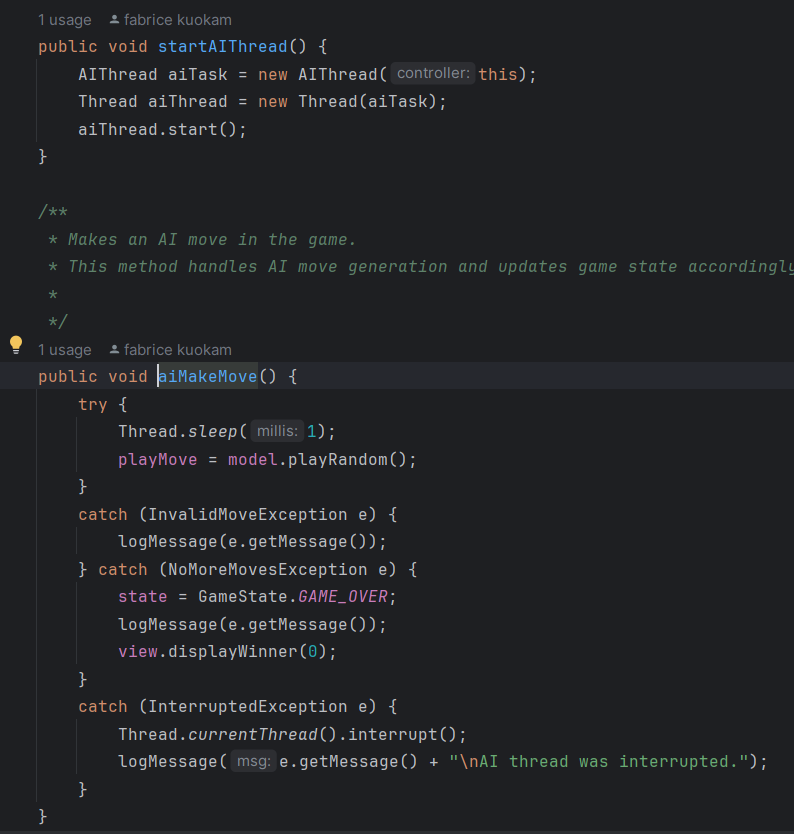 1 usage fabrice kuokam
public void startAIThread() {
AIThread aiTask = new AIThread( controller: this);
Thread aiThread = new Thread(aiTask);
aiThread.start();
}
/**
* Makes an AI move in the game.
* This method handles AI move generation and updates game state accordingly
*
*/
1 usage fabrice kuokam
public void aiMakeMove() {
try {
Thread.sleep( millis: 1);
playMove = model.playRandom();
}
catch (InvalidMoveException e) {
logMessage(e.getMessage());
} catch (NoMoreMovesException e) {
state = GameState.GAME_OVER;
logMessage(e.getMessage());
view.displayWinner(0);
}
catch (InterruptedException e) {
Thread.currentThread().interrupt();
logMessage( msg: e.getMessage() + "\nAI thread was interrupted.");
}
}